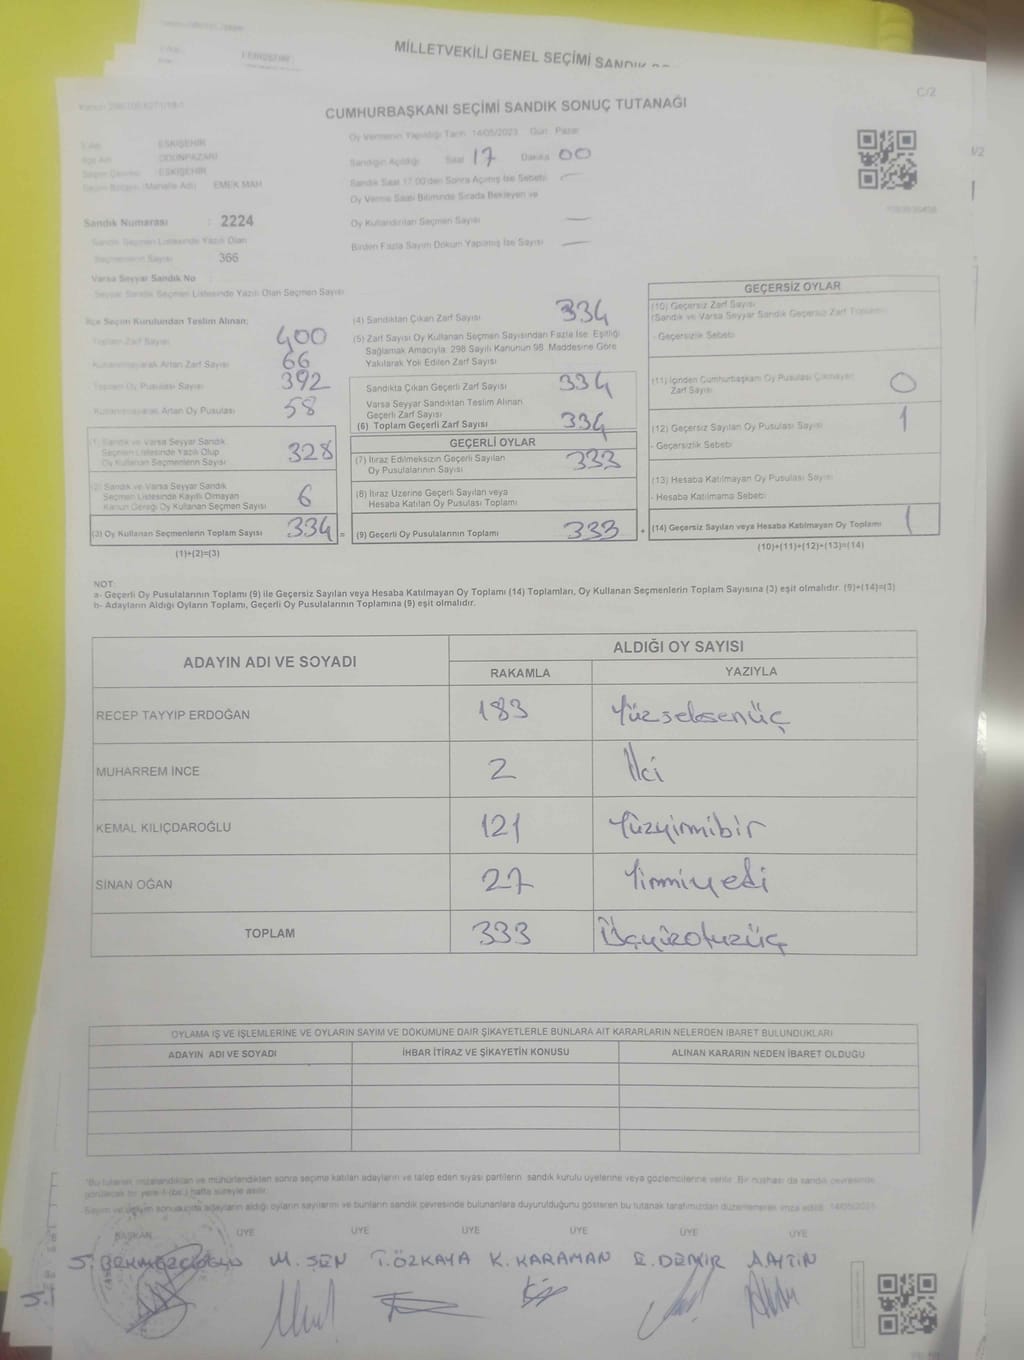 MİLLETVEKİLİ GENEL SEÇİMİ SANDIK
C/2
CUMHURBAŞKANI SEÇİMİ SANDIK SONUÇ TUTANAĞI
Oy Vermenin Yapıldığı Tarih 14/05/2023 Gün Pazar
ESKİŞEHİR
ODUNPAZARI
ESKİŞEHİR
Seçim Bölgesi (Mahalle Adı) EMEK MAH
Sandığın Açıldığı Saat 17 Dakika 00
Sandık Saat 17:00'den Sonra Açılmış İse Sebebi
Oy Verme Saati Bitiminde Sırada Bekleyen ve
Oy Kullandırılan Seçmen Sayısı
Birden Fazla Sayım Döküm Yapılmış İse Sayısı
Sandık Numarası : 2224
Sandık Seçmen Listesinde Yazılı Olan
Seçmenlerin Sayısı 366
Varsa Seyyar Sandık No
Seyyar Sandık Seçmen Listesinde Yazılı Olan Seçmen Sayısı
İlçe Seçim Kurulundan Teslim Alınan;
Toplam Zarf Sayısı 400
Kullanılmayarak Artan Zarf Sayısı 66
Toplam Oy Pusulası Sayısı 392
Kullanılmayarak Artan Oy Pusulası 58
(1) Sandık ve Varsa Seyyar Sandık
Seçmen Listesinde Yazılı Olup
Oy Kullanan Seçmenlerin Sayısı 328
(2) Sandık ve Varsa Seyyar Sandık
Seçmen Listesinde Kayıtlı Olmayan
Kanun Gereği Oy Kullanan Seçmen Sayısı 6
(3) Oy Kullanan Seçmenlerin Toplam Sayısı 334 =
(1)+(2)=(3)
(4) Sandıktan Çıkan Zarf Sayısı 334
(5) Zarf Sayısı Oy Kullanan Seçmen Sayısından Fazla İse, Eşitliği
Sağlamak Amacıyla; 298 Sayılı Kanunun 98. Maddesine Göre
Yakılarak Yok Edilen Zarf Sayısı
Sandıkta Çıkan Geçerli Zarf Sayısı 334
Varsa Seyyar Sandıktan Teslim Alınan
Geçerli Zarf Sayısı
(6) Toplam Geçerli Zarf Sayısı 334
GEÇERLİ OYLAR
(7) İtiraz Edilmeksizin Geçerli Sayılan
Oy Pusulalarının Sayısı 333
(8) İtiraz Üzerine Geçerli Sayılan veya
Hesaba Katılan Oy Pusulası Toplamı
(9) Geçerli Oy Pusulalarının Toplamı 333 +
GEÇERSİZ OYLAR
(10) Geçersiz Zarf Sayısı
(Sandık ve Varsa Seyyar Sandık Geçersiz Zarf Toplamı)
- Geçersizlik Sebebi
(11) İçinden Cumhurbaşkanı Oy Pusulası Çıkmayan
Zarf Sayısı 0
(12) Geçersiz Sayılan Oy Pusulası Sayısı 1
- Geçersizlik Sebebi
(13) Hesaba Katılmayan Oy Pusulası Sayısı
- Hesaba Katılmama Sebebi
(14) Geçersiz Sayılan veya Hesaba Katılmayan Oy Toplamı 1
(10)+(11)+(12)+(13)=(14)
NOT:
a- Geçerli Oy Pusulalarının Toplamı (9) ile Geçersiz Sayılan veya Hesaba Katılmayan Oy Toplamı (14) Toplamları, Oy Kullanan Seçmenlerin Toplam Sayısına (3) eşit olmalıdır. (9)+(14)=(3)
b- Adayların Aldığı Oyların Toplamı, Geçerli Oy Pusulalarının Toplamına (9) eşit olmalıdır.
ADAYIN ADI VE SOYADI
ALDIĞI OY SAYISI
RAKAMLA YAZIYLA
RECEP TAYYIP ERDOĞAN 183 Yüzseksenüç
MUHARREM İNCE 2 İki
KEMAL KILIÇDAROĞLU 121 Yüzyirmibir
SİNAN OĞAN 27 Yirmiyedi
TOPLAM 333 Üçyüzotuzüç
OYLAMA İŞ VE İŞLEMLERİNE VE OYLARIN SAYIM VE DÖKÜMÜNE DAİR ŞİKAYETLERLE BUNLARA AİT KARARLARIN NELERDEN İBARET BULUNDUKLARI
ADAYIN ADI VE SOYADI İHBAR İTİRAZ VE ŞİKAYETİN KONUSU ALINAN KARARIN NEDEN İBARET OLDUĞU
*Bu tutanak imzalandıktan ve mühürlendikten sonra seçime katılan adayların ve talep eden siyasi partilerin sandık kurulu üyelerine veya gözlemcilerine verilir. Bir nüshası da sandık çevresinde
görülecek bir yere 1 (bir) hafta süreyle asılır.
Sayım ve döküm sonucunda adayların aldığı oyların sayılarını ve bunların sandık çevresinde bulunanlara duyurulduğunu gösteren bu tutanak tarafımızdan düzenlenerek imza edildi. 14/05/2023
BAŞKAN ÜYE ÜYE ÜYE ÜYE ÜYE ÜYE
M. ŞEN T. ÖZKAYA K. KARAMAN E. DEMİR A. AYTİN